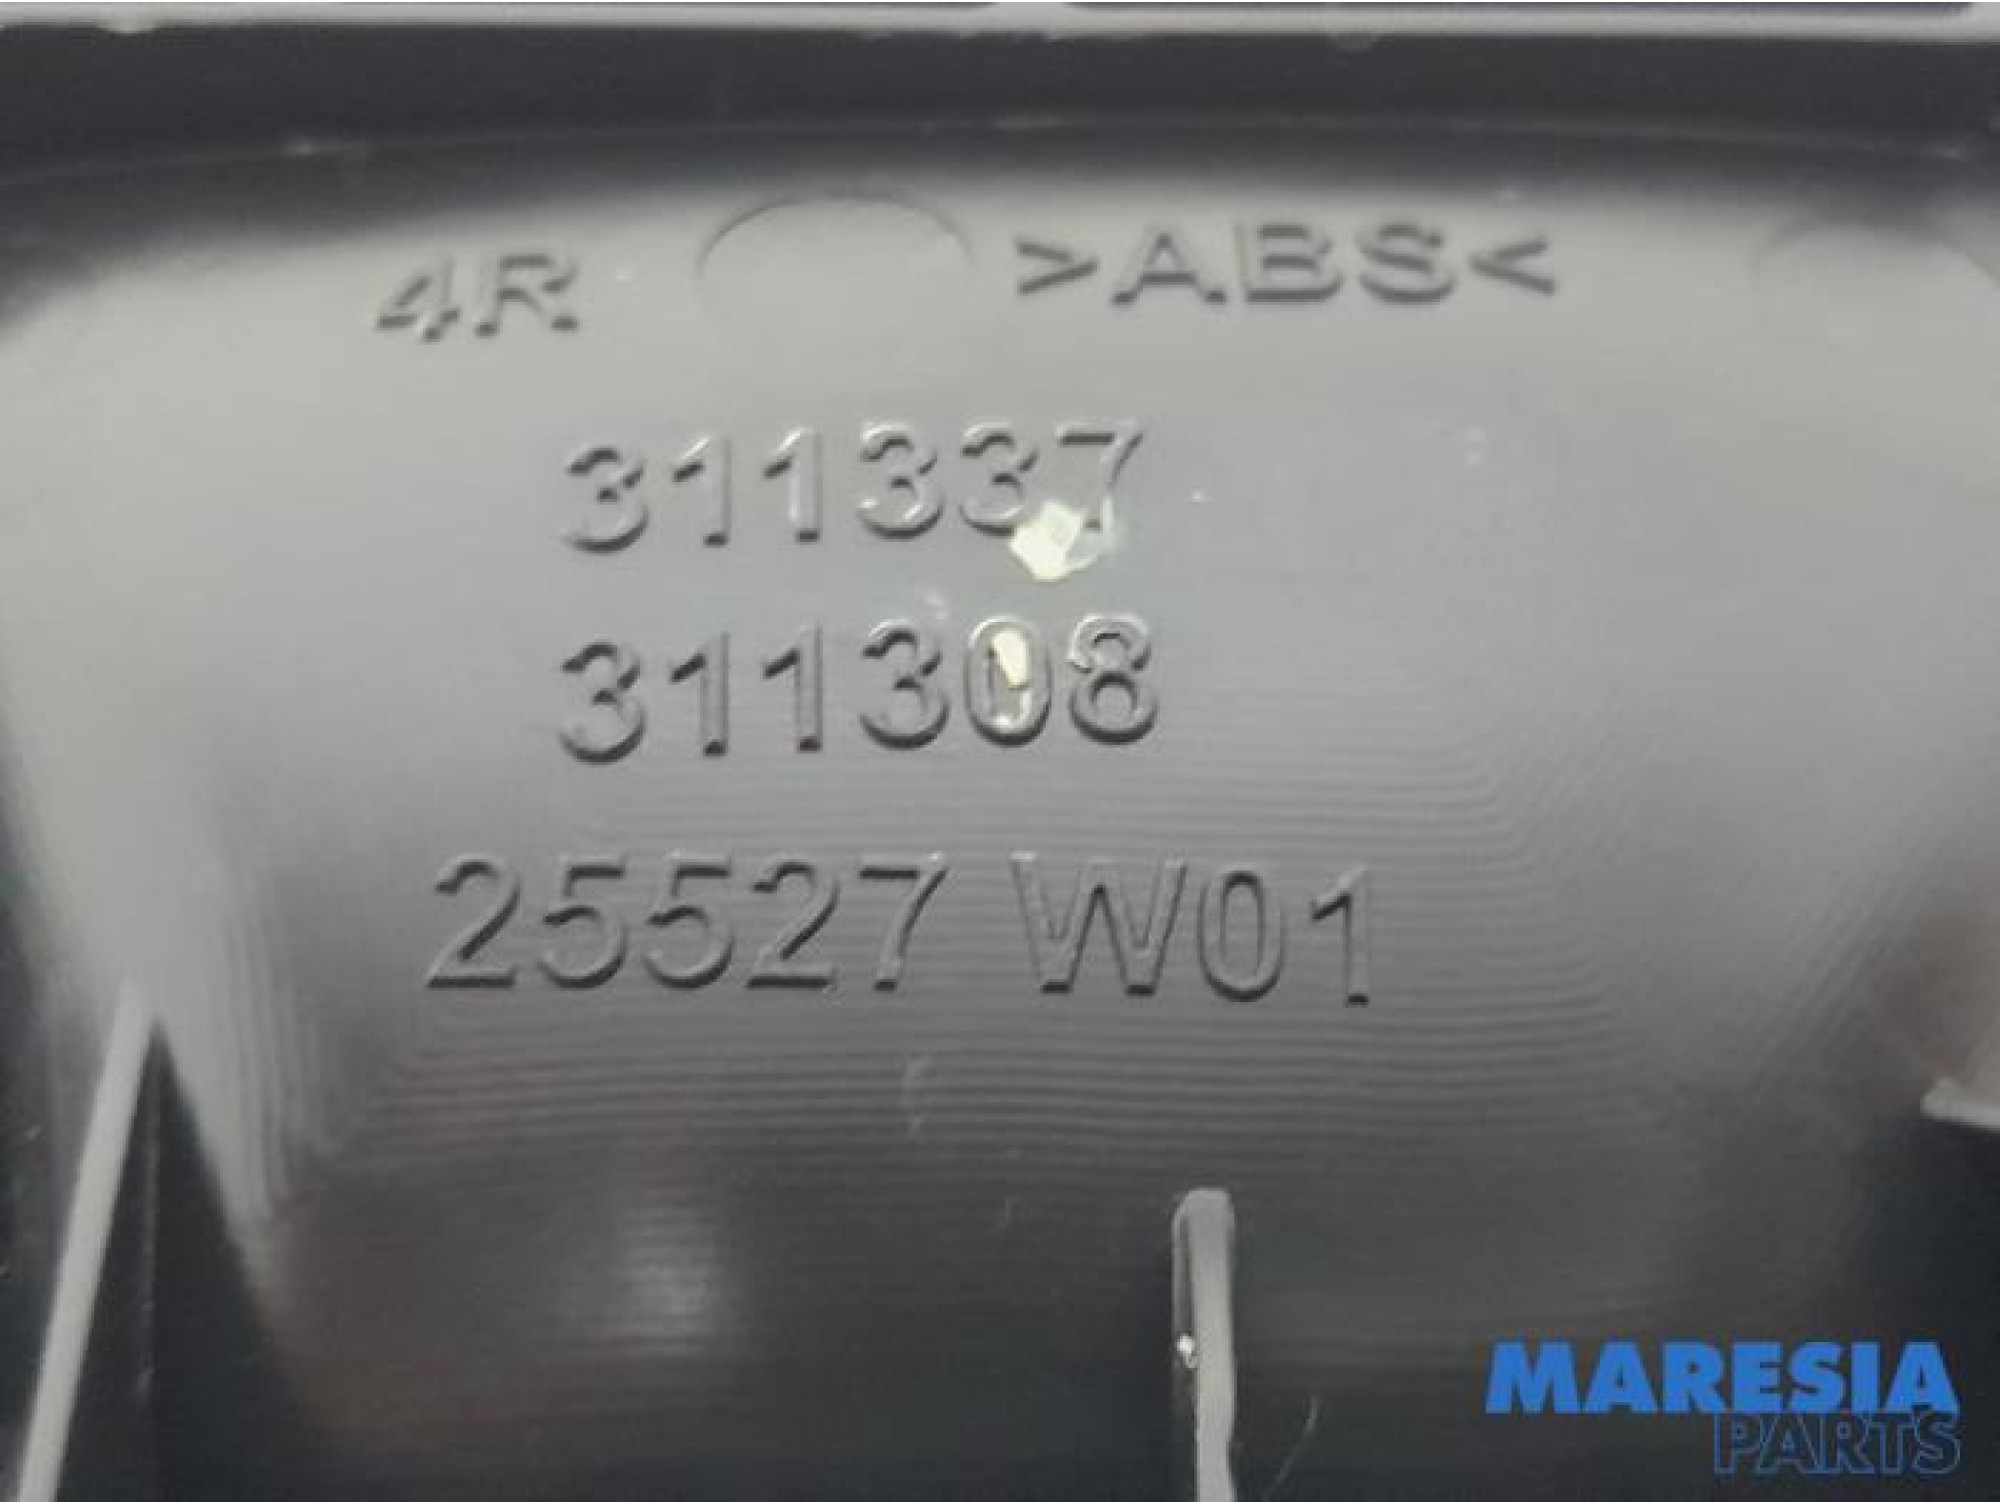 4R >ABS<
311337
311308
25527 W01
MARESIA
PARTS